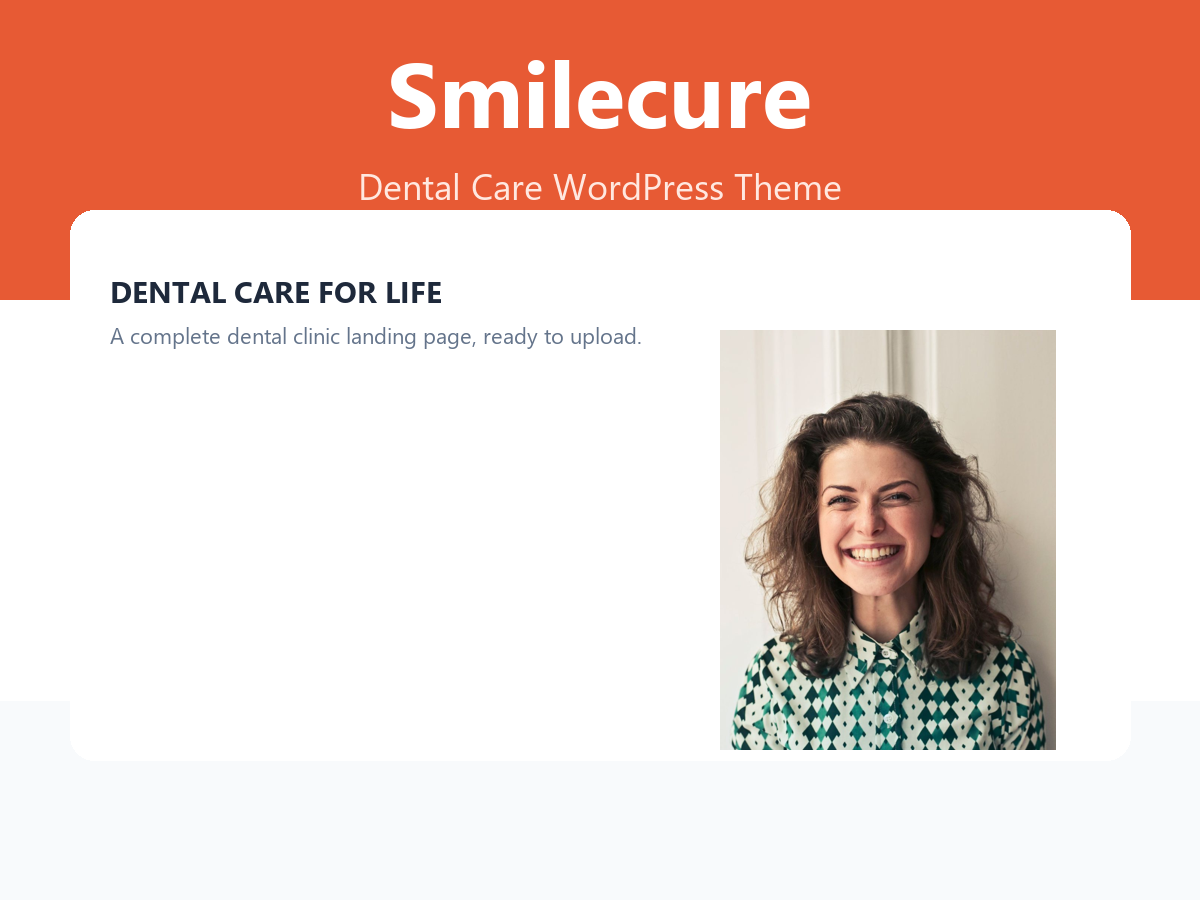 Smilecure
Dental Care WordPress Theme
DENTAL CARE FOR LIFE
A complete dental clinic landing page, ready to upload.